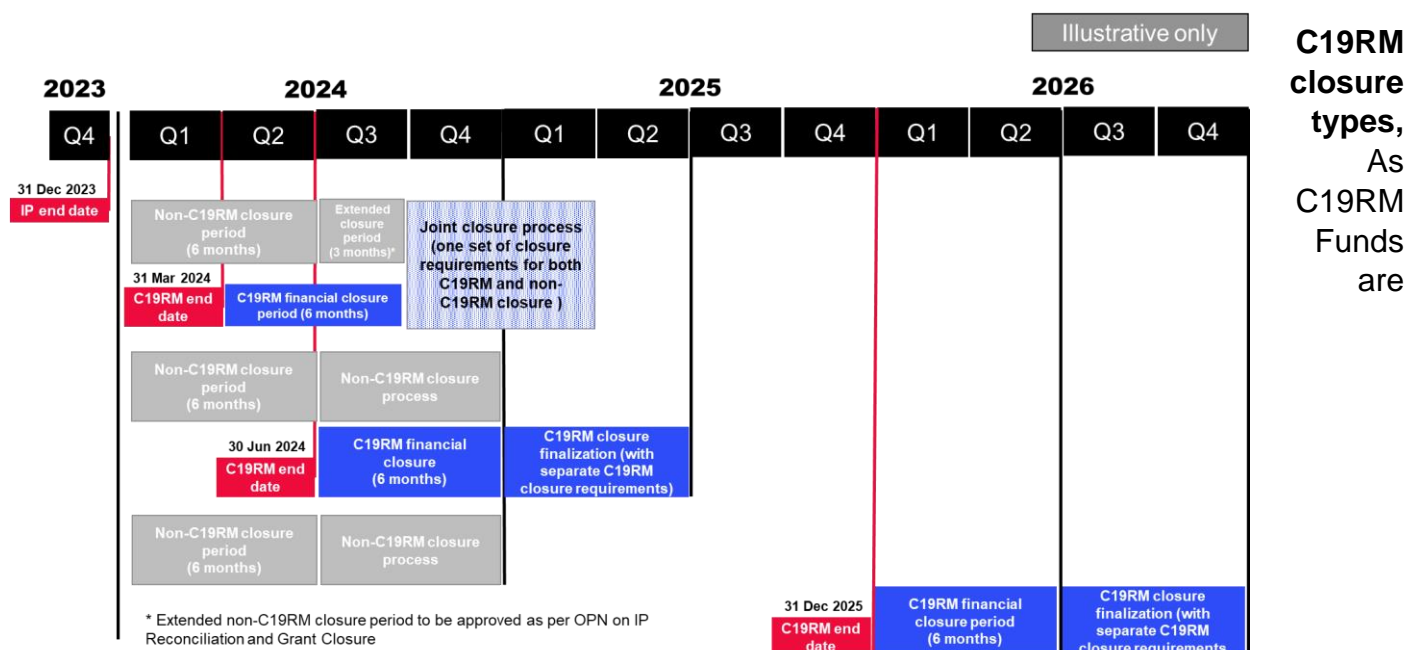 Illustrative only
2023
2024
2025
2026
Q4
Q1
Q2
Q3
Q4
Q1
Q2
Q3
Q4
Q1
Q2
Q3
Q4
31 Dec 2023
IP end date
Non-C19RM closure
period
(6 months)
Extended
closure
period
(3 months)*
Joint closure process
(one set of closure
requirements for both
C19RM and non-
C19RM closure )
31 Mar 2024
C19RM end
date
C19RM financial closure
period (6 months)
Non-C19RM closure
period
(6 months)
Non-C19RM closure
process
30 Jun 2024
C19RM end
date
C19RM financial
closure
(6 months)
C19RM closure
finalization (with
separate C19RM
closure requirements)
Non-C19RM closure
period
(6 months)
Non-C19RM closure
process
31 Dec 2025
C19RM end
date
C19RM financial
closure period
(6 months)
C19RM closure
finalization (with
separate C19RM
closure requirements
* Extended non-C19RM closure period to be approved as per OPN on IP
Reconciliation and Grant Closure
C19RM
closure
types,
As
C19RM
Funds
are